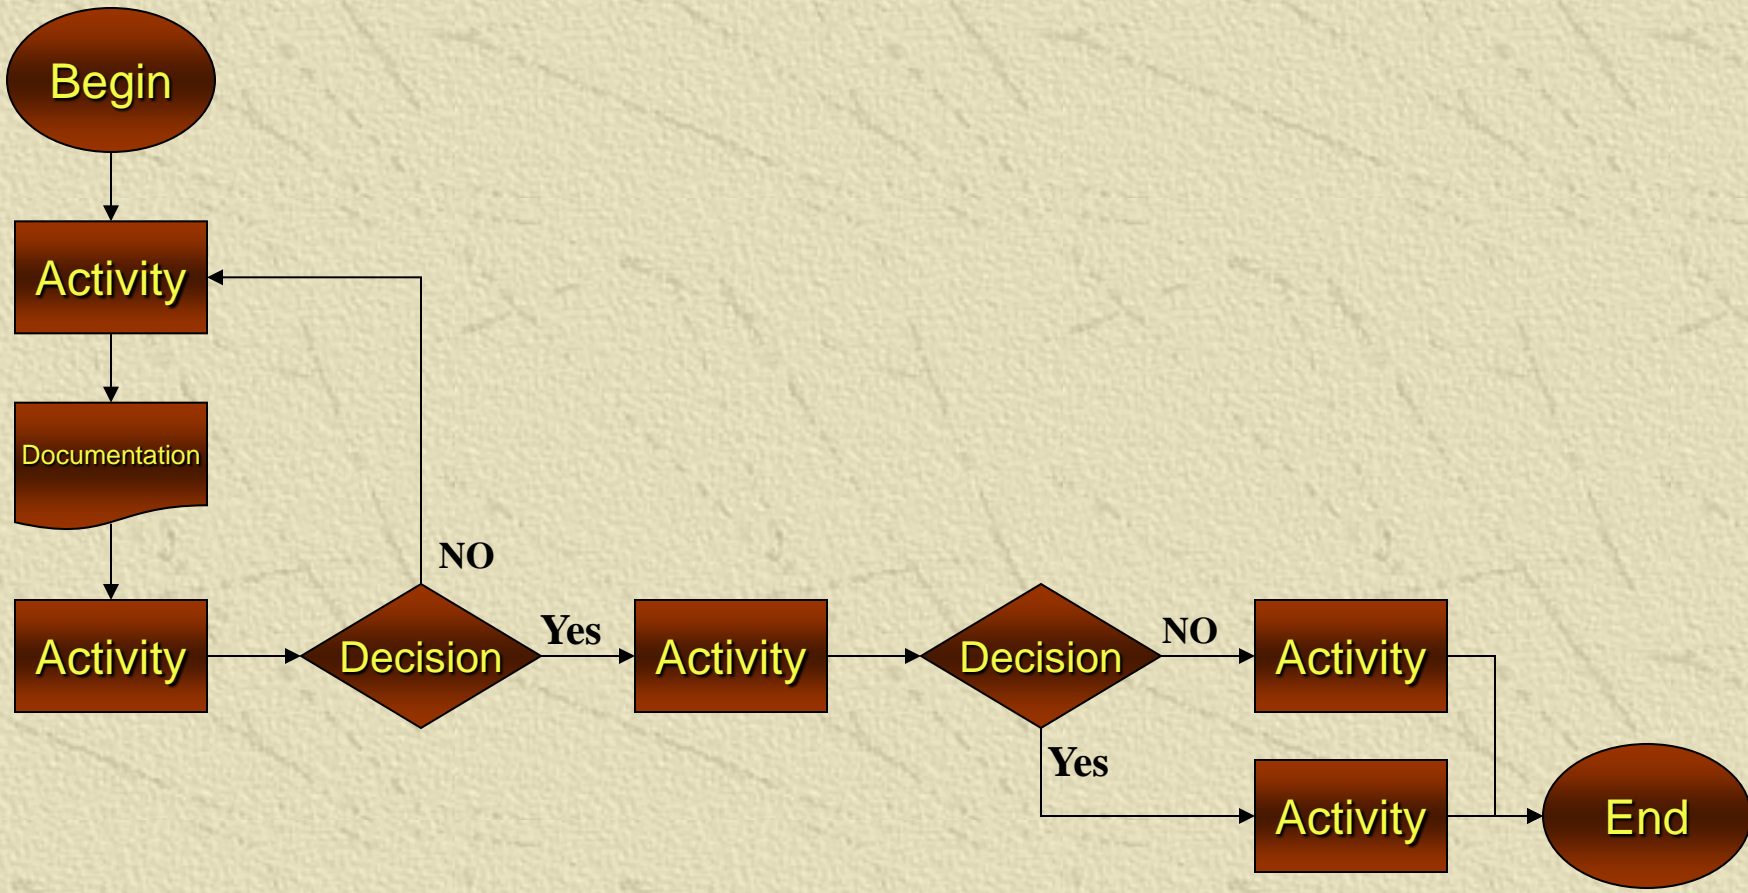 Begin
Activity
Documentation
Activity
Decision
NO
Yes
Activity
Decision
NO
Activity
Yes
Activity
End